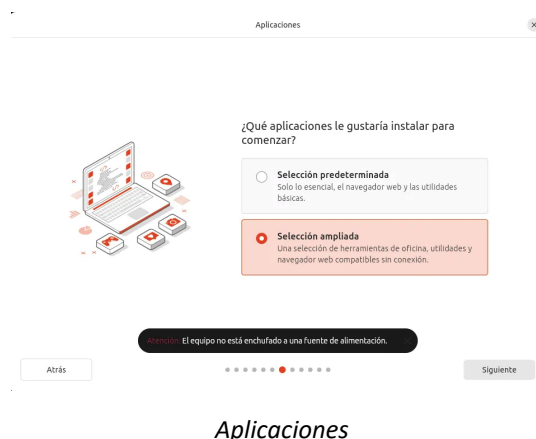 Aplicaciones
¿Qué aplicaciones le gustaría instalar para
comenzar?
Selección predeterminada
Solo lo esencial, el navegador web y las utilidades
básicas.
Selección ampliada
Una selección de herramientas de oficina, utilidades y
navegador web compatibles sin conexión.
Atención: El equipo no está enchufado a una fuente de alimentación.
Atrás
Siguiente
Aplicaciones